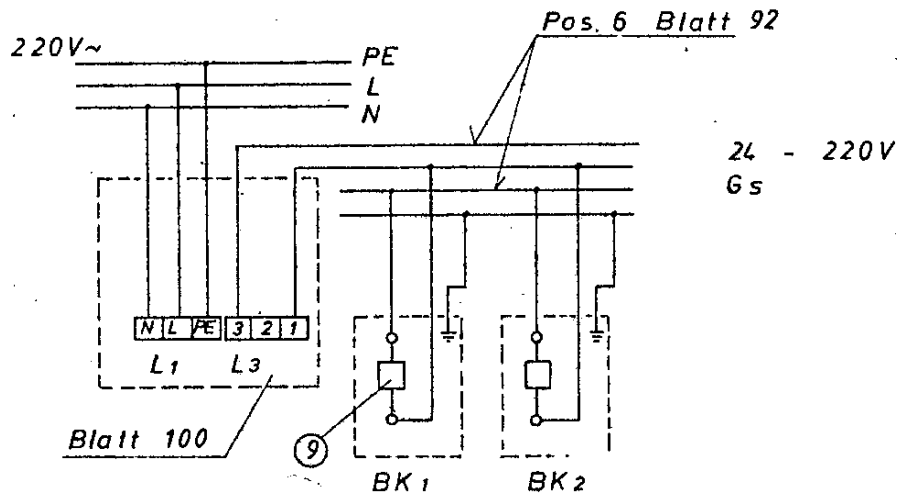 Pos. 6 Blatt 92
220V~
PE
L
N
24 - 220V
Gs
N L PE 3 2 1
L1 L3
Blatt 100
9
BK1 BK2